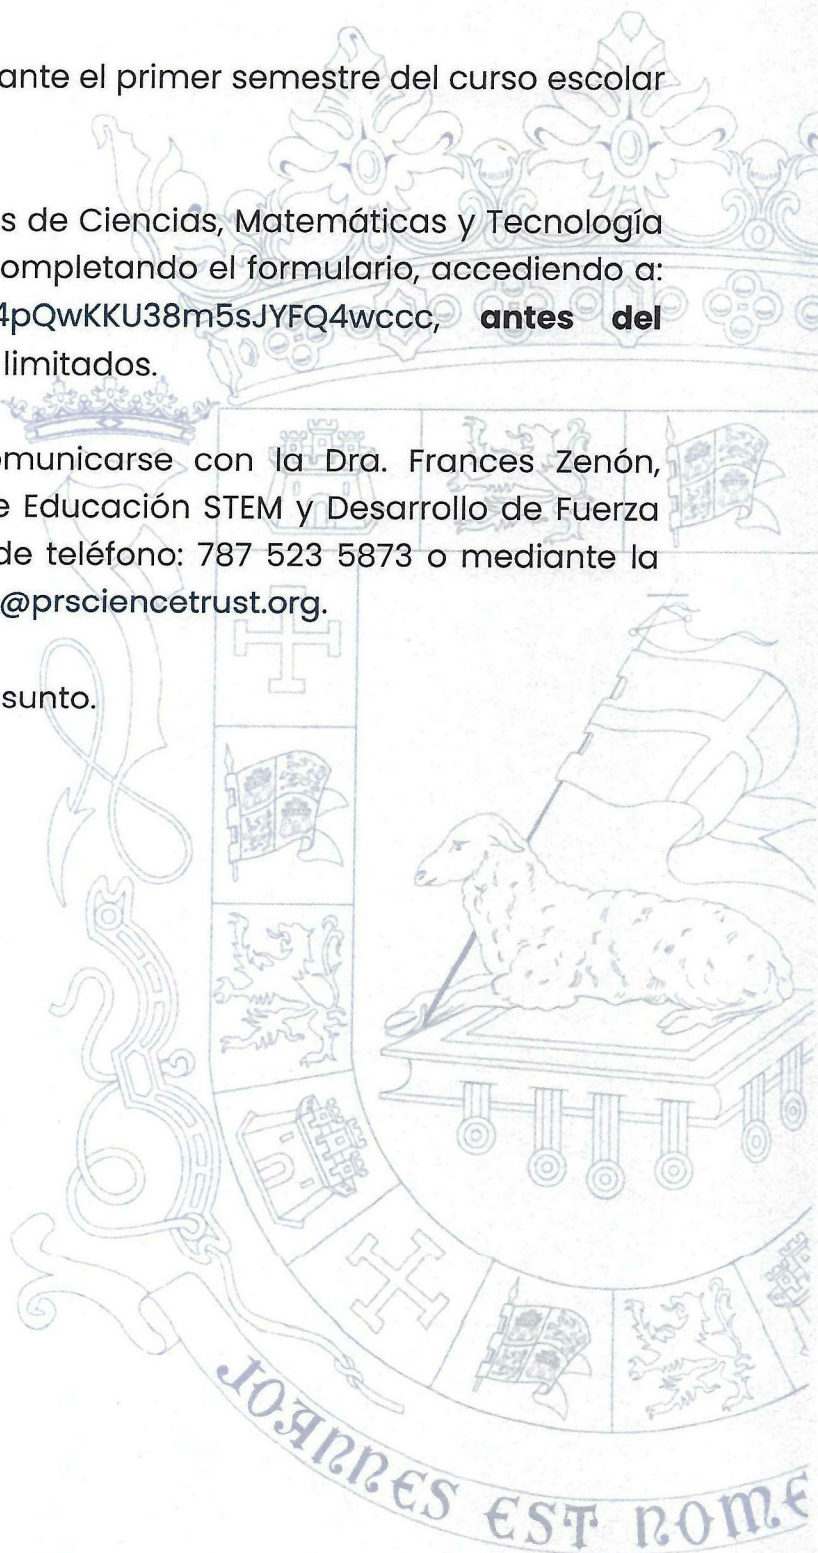 ante el primer semestre del curso escolar
s de Ciencias, Matemáticas y Tecnología
ompletando el formulario, accediendo a:
4pQwKKU38m5sJYFQ4wccc, antes del
limitados.
omunicarse con la Dra. Frances Zenón,
e Educación STEM y Desarrollo de Fuerza
de teléfono: 787 523 5873 o mediante la
@prsciencetrust.org.
sunto.
JOANNES EST NOME